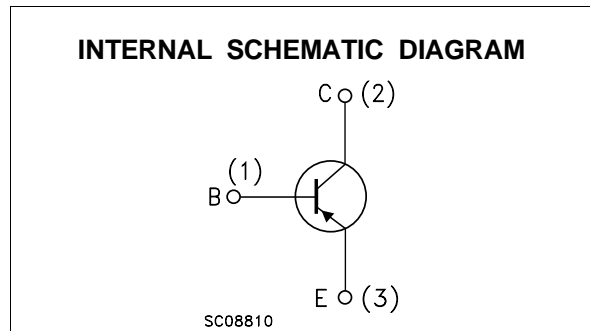 INTERNAL SCHEMATIC DIAGRAM
C (2)
(1)
B
E (3)
SC08810